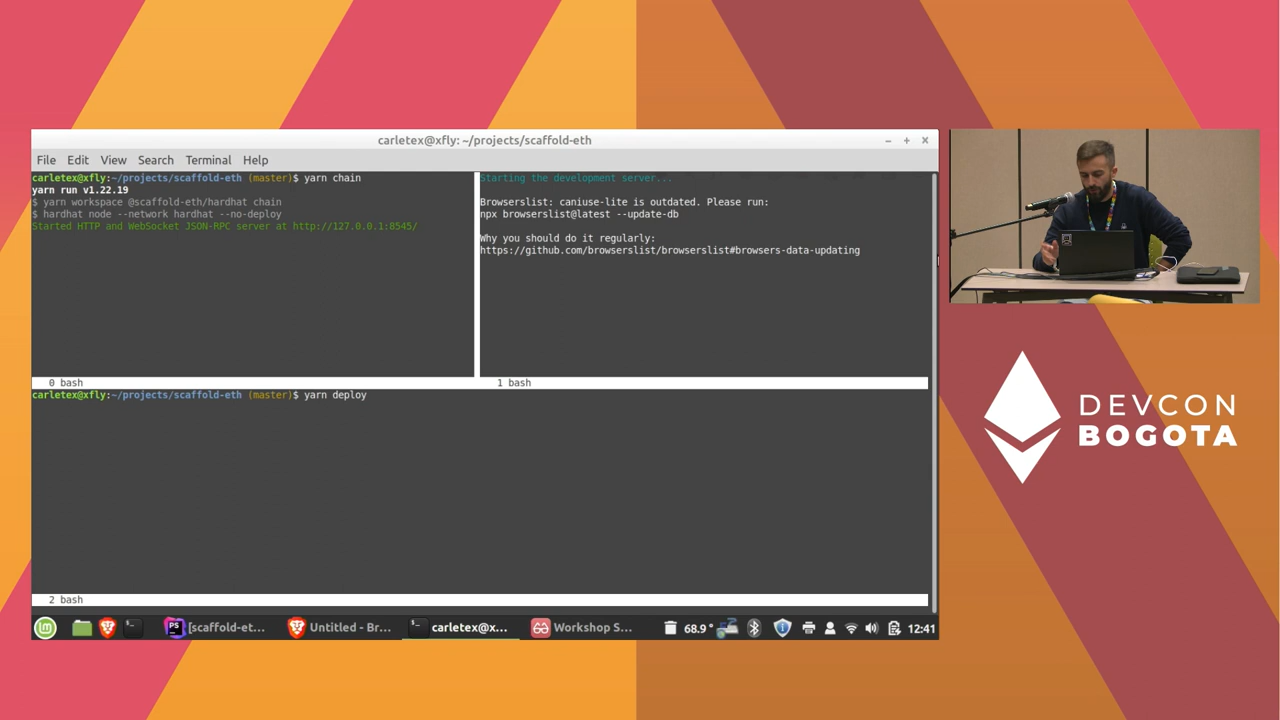 carletex@xfly: ~/projects/scaffold-eth
File Edit View Search Terminal Help
carletex@xfly:~/projects/scaffold-eth (master)$ yarn chain
yarn run v1.22.19
$ yarn workspace @scaffold-eth/hardhat chain
$ hardhat node --network hardhat --no-deploy
Started HTTP and WebSocket JSON-RPC server at http://127.0.0.1:8545/
Starting the development server...
Browserslist: caniuse-lite is outdated. Please run:
npx browserslist@latest --update-db
Why you should do it regularly:
https://github.com/browserslist/browserslist#browsers-data-updating
0 bash
1 bash
carletex@xfly:~/projects/scaffold-eth (master)$ yarn deploy
2 bash
PS [scaffold-et... Untitled - Br... carletex@x... Workshop S... 68.9° 12:41
DEVCON
BOGOTA